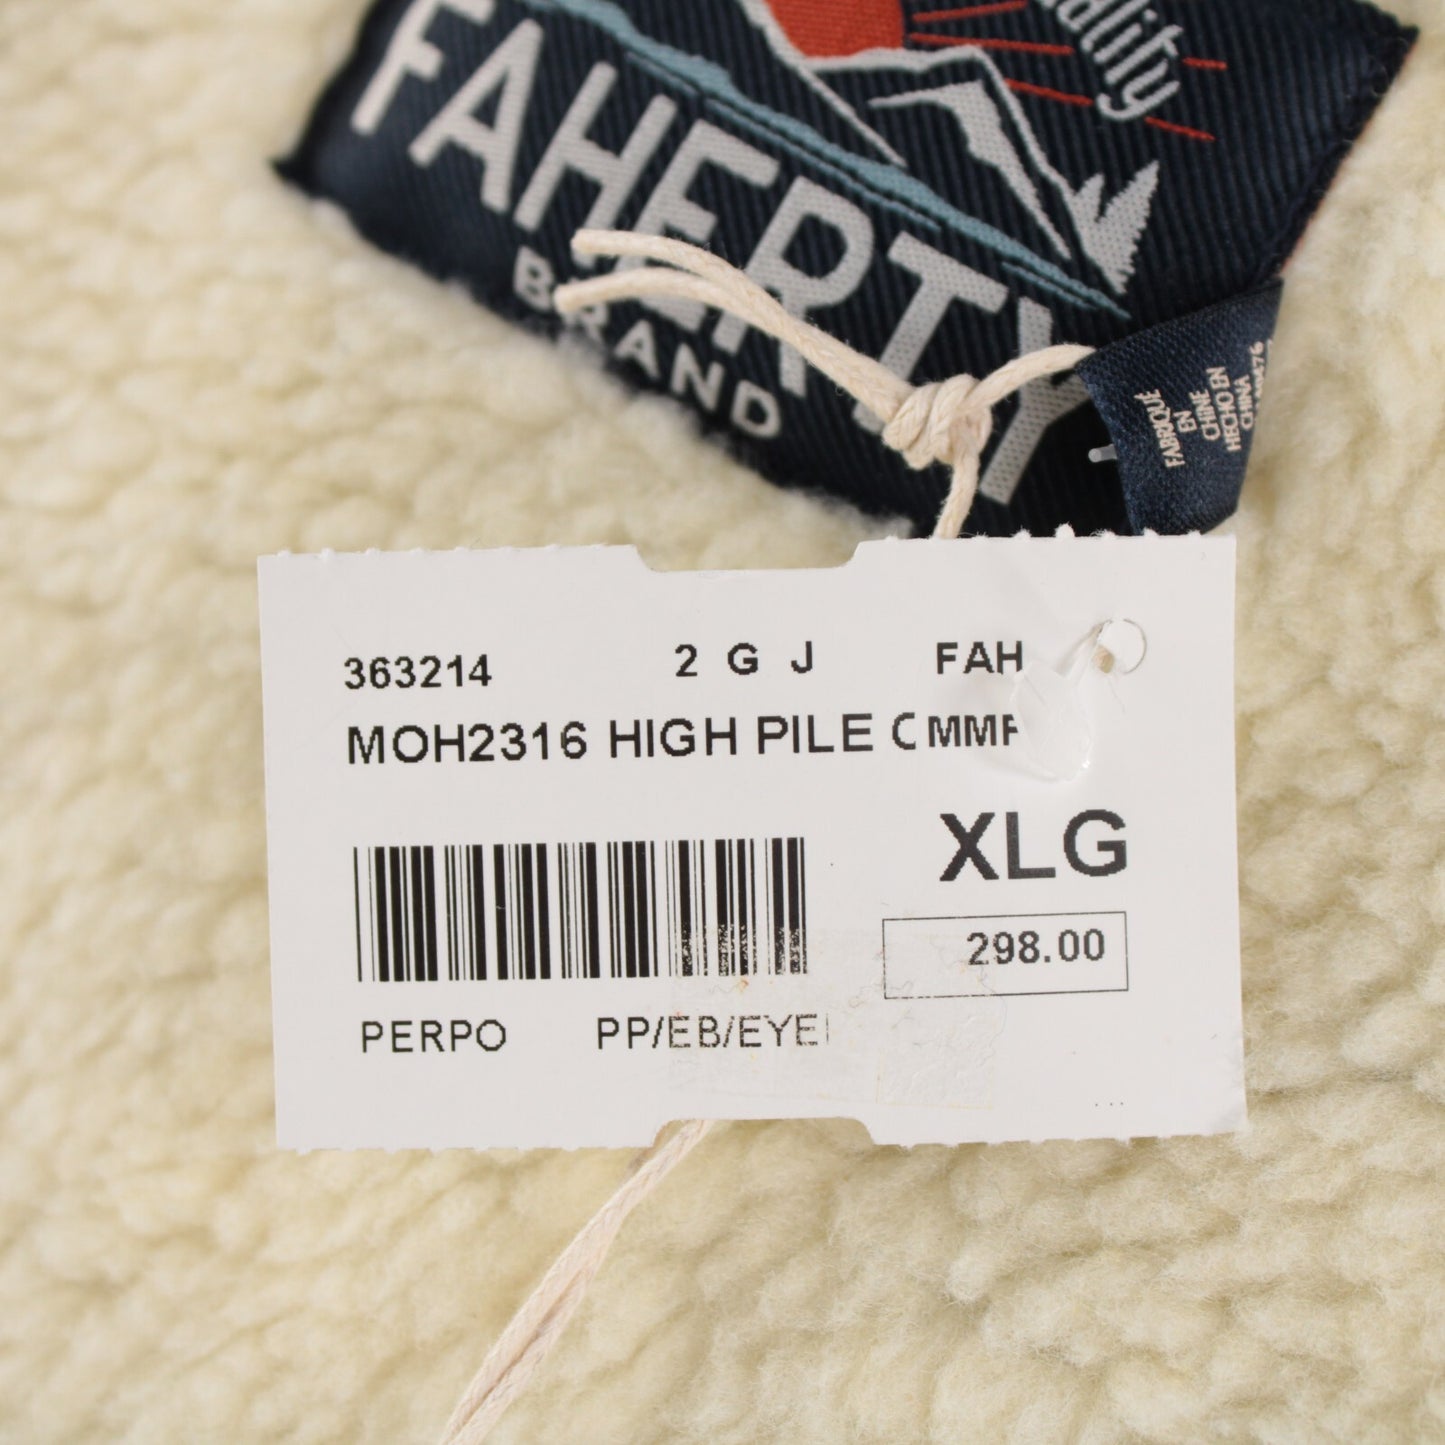 FAHERTY
BRAND
FABRIQUÉ
EN
CHINE
HECHO EN
CHINA
363214 2 G J FAH
MOH2316 HIGH PILE C MMF
XLG
298.00
PERPO PP/EB/EYE